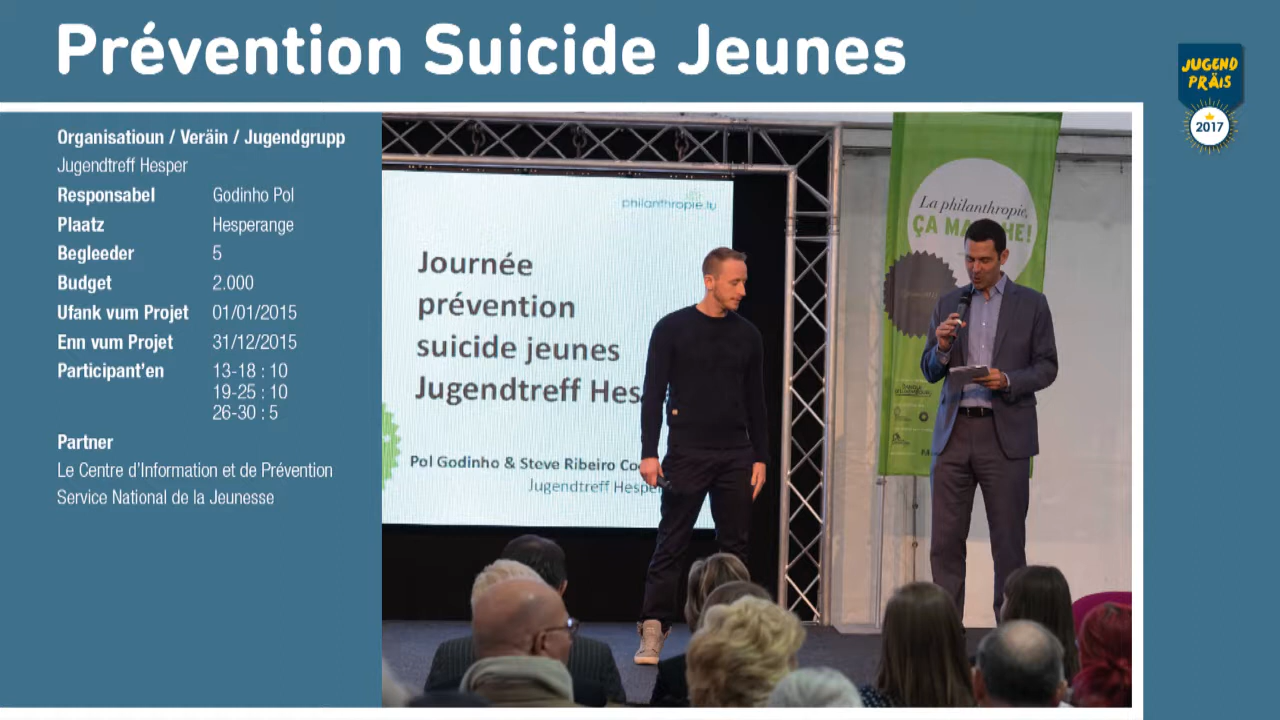 Prévention Suicide Jeunes
JUGEND
PRÄIS
2017
Organisatioun / Veräin / Jugendgrupp
Jugendtreff Hesper
Responsabel Godinho Pol
Plaatz Hesperange
Begleeder 5
Budget 2.000
Ufank vum Projet 01/01/2015
Enn vum Projet 31/12/2015
Participant'en 13-18 : 10
19-25 : 10
26-30 : 5
Partner
Le Centre d'Information et de Prévention
Service National de la Jeunesse
philanthropie.lu
Journée
prévention
suicide jeunes
Jugendtreff Hes
Pol Godinho & Steve Ribeiro Co
Jugendtreff Hesper
La philanthropie,
ÇA MA HE!